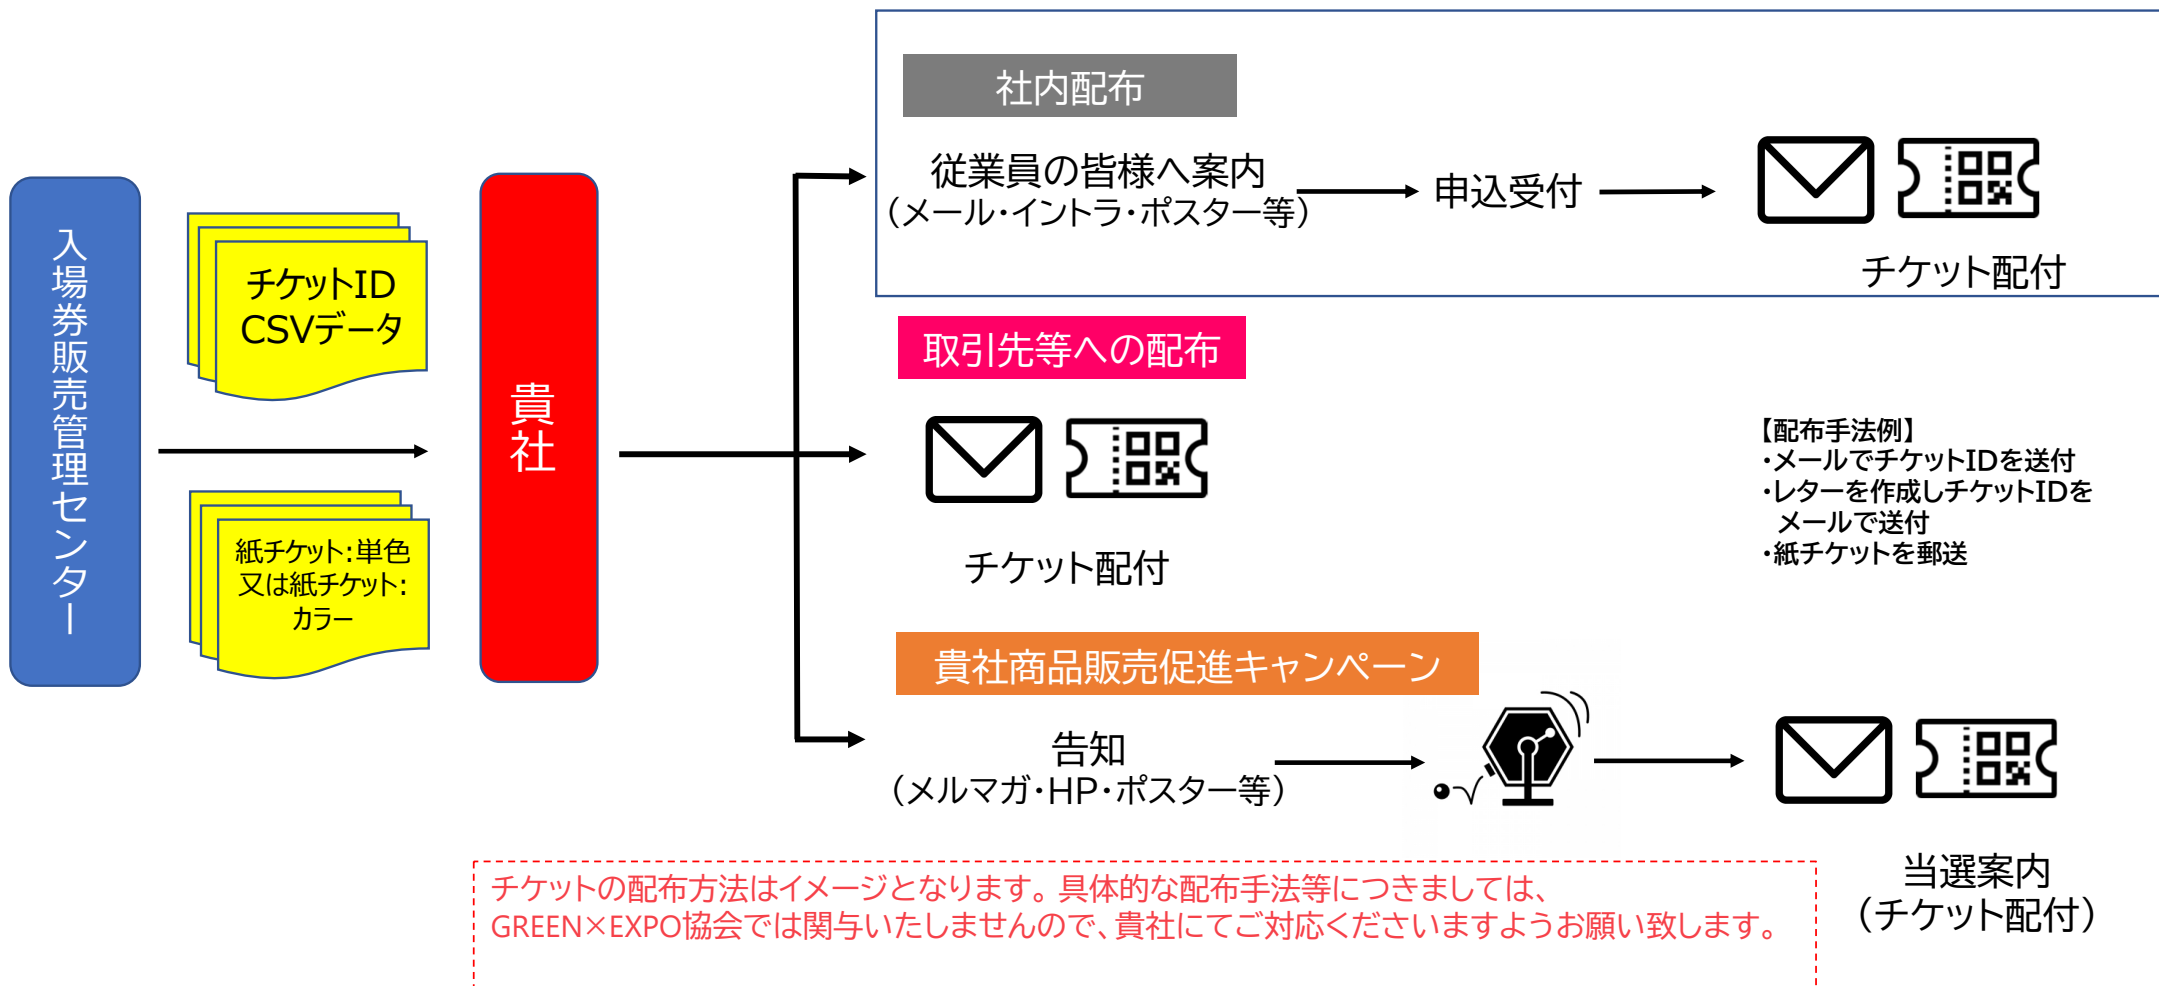 入場券販売管理センター
チケットID
CSVデータ
紙チケット：単色
又は紙チケット：
カラー
貴社
社内配布
従業員の皆様へ案内
（メール・イントラ・ポスター等）
申込受付
チケット配付
取引先等への配布
チケット配付
【配布手法例】
・メールでチケットIDを送付
・レターを作成しチケットIDを
メールで送付
・紙チケットを郵送
貴社商品販売促進キャンペーン
告知
（メルマガ・HP・ポスター等）
当選案内
（チケット配付）
チケットの配布方法はイメージとなります。具体的な配布手法等につきましては、
GREEN×EXPO協会では関与いたしませんので、貴社にてご対応くださいますようお願い致します。